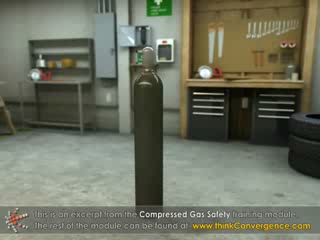 This is an excerpt from the Compressed Gas Safety training module.
The rest of the module can be found at www.thinkConvergence.com